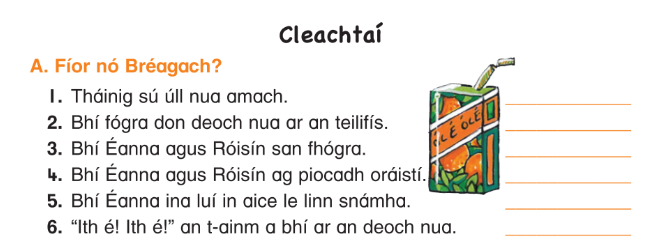 Cleachtaí
A. Fíor nó Bréagach?
1. Tháinig sú úll nua amach.
2. Bhí fógra don deoch nua ar an teilifís.
3. Bhí Éanna agus Róisín san fhógra.
4. Bhí Éanna agus Róisín ag piocadh oráistí.
5. Bhí Éanna ina luí in aice le linn snámha.
6. “Ith é! Ith é!” an t-ainm a bhí ar an deoch nua.
ÓL É ÓL É